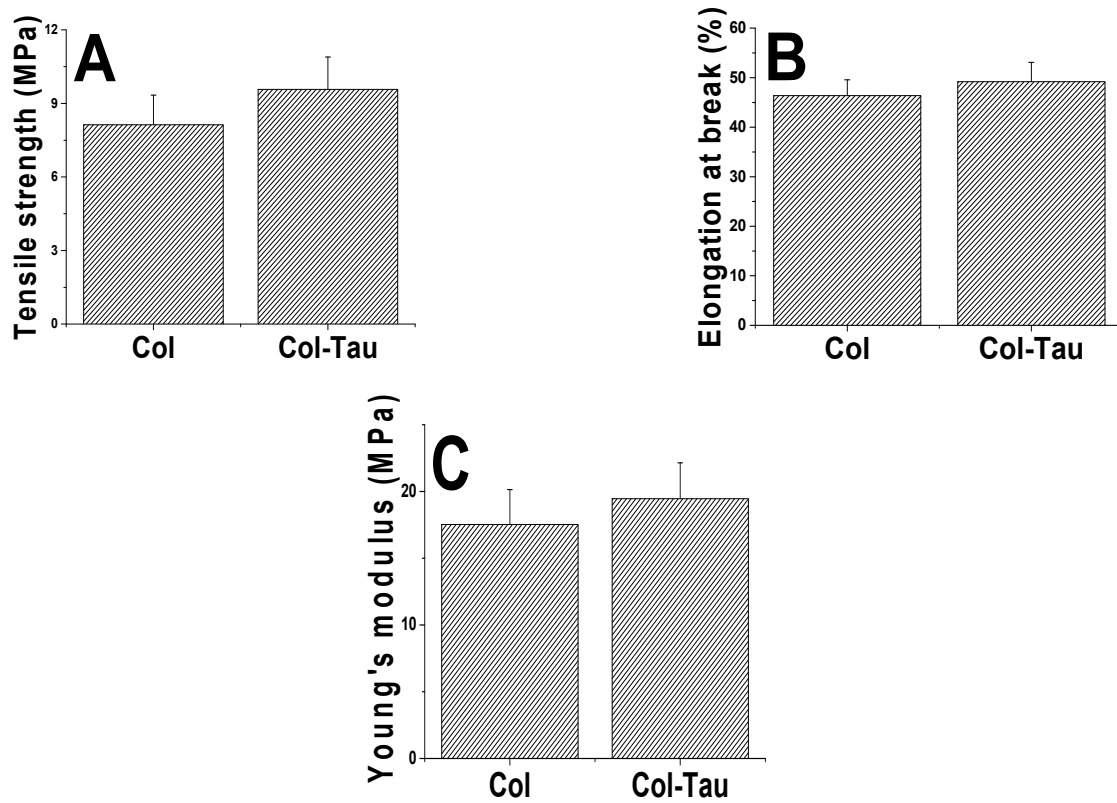 A
Tensile strength (MPa)
12
9
6
3
0
Col
Col-Tau
B
Elongation at break (%)
60
50
40
30
20
10
0
Col
Col-Tau
C
Young's modulus (MPa)
20
10
0
Col
Col-Tau